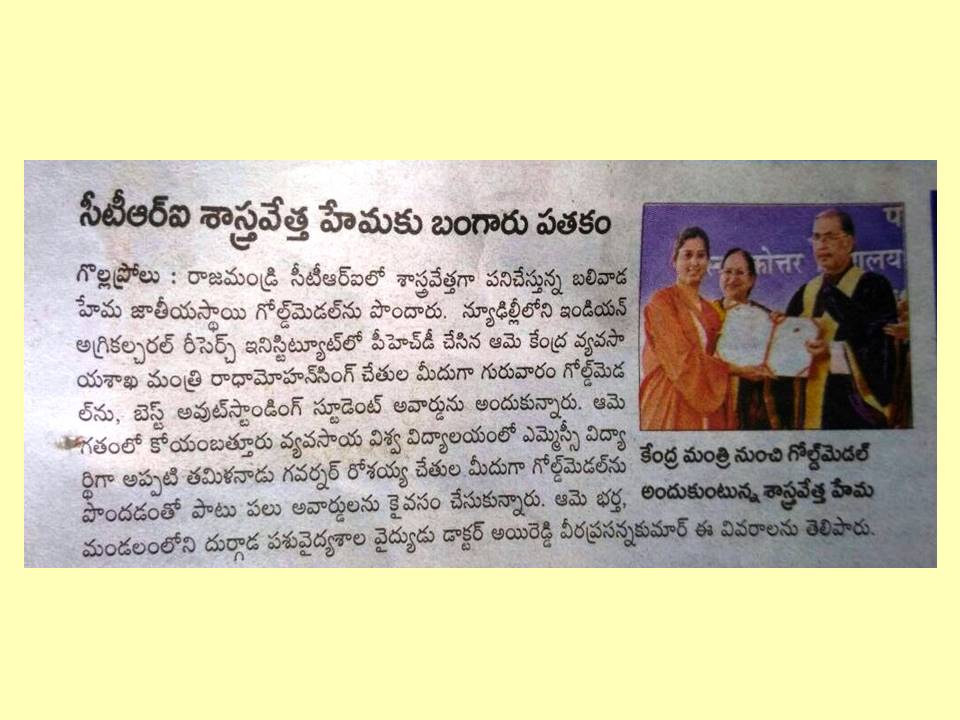 సీటీఆర్ఐ శాస్త్రవేత్త హేమకు బంగారు పతకం
గొల్లప్రోలు : రాజమండ్రి సీటీఆర్ఐలో శాస్త్రవేత్తగా పనిచేస్తున్న బలివాడ
హేమ జాతీయస్థాయి గోల్డ్‌మెడల్‌ను పొందారు. న్యూఢిల్లీలోని ఇండియన్
అగ్రికల్చరల్ రీసెర్చ్ ఇనిస్టిట్యూట్‌లో పీహెచ్‌డీ చేసిన ఆమె కేంద్ర వ్యవసా
యశాఖ మంత్రి రాధామోహన్‌సింగ్ చేతుల మీదుగా గురువారం గోల్డ్‌మెడ
ల్‌ను, బెస్ట్ అవుట్‌స్టాండింగ్ స్టూడెంట్ అవార్డును అందుకున్నారు. ఆమె
గతంలో కోయంబత్తూరు వ్యవసాయ విశ్వ విద్యాలయంలో ఎమ్మెస్సీ విద్యా
ర్థిగా అప్పటి తమిళనాడు గవర్నర్ రోశయ్య చేతుల మీదుగా గోల్డ్‌మెడల్‌ను
పొందడంతో పాటు పలు అవార్డులను కైవసం చేసుకున్నారు. ఆమె భర్త,
మండలంలోని దుర్గాడ పశువైద్యశాల వైద్యుడు డాక్టర్ అయిరెడ్డి వీరప్రసన్నకుమార్ ఈ వివరాలను తెలిపారు.
कोत्तर
కేంద్ర మంత్రి నుంచి గోల్డ్‌మెడల్
అందుకుంటున్న శాస్త్రవేత్త హేమ